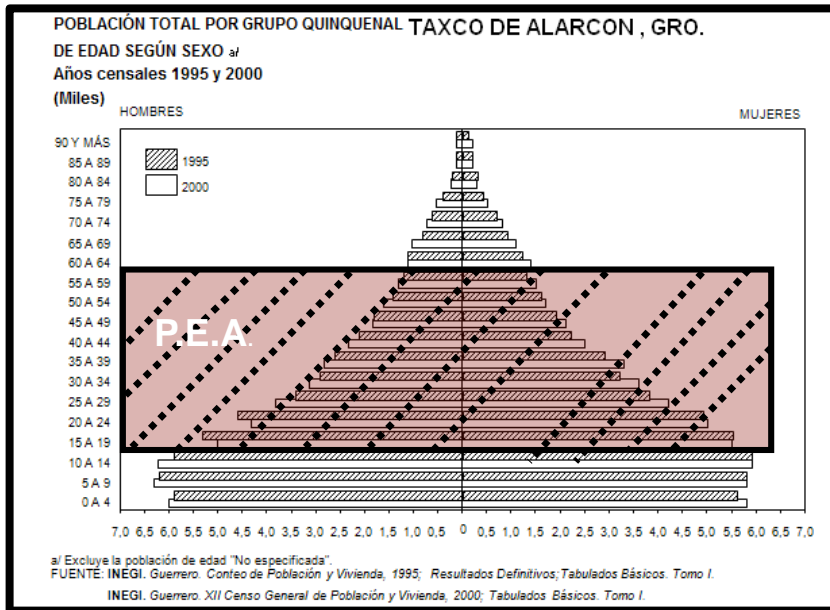 POBLACIÓN TOTAL POR GRUPO QUINQUENAL TAXCO DE ALARCON , GRO.
DE EDAD SEGÚN SEXO a/
Años censales 1995 y 2000
(Miles)
HOMBRES
MUJERES
90 Y MÁS
85 A 89
80 A 84
75 A 79
70 A 74
65 A 69
60 A 64
55 A 59
50 A 54
45 A 49
40 A 44
35 A 39
30 A 34
25 A 29
20 A 24
15 A 19
10 A 14
5 A 9
0 A 4
1995
2000
P.E.A.
7,0 6,5 6,0 5,5 5,0 4,5 4,0 3,5 3,0 2,5 2,0 1,5 1,0 0,5 0 0,5 1,0 1,5 2,0 2,5 3,0 3,5 4,0 4,5 5,0 5,5 6,0 6,5 7,0
a/ Excluye la población de edad "No especificada".
FUENTE: INEGI. Guerrero. Conteo de Población y Vivienda, 1995; Resultados Definitivos; Tabulados Básicos. Tomo I.
INEGI. Guerrero. XII Censo General de Población y Vivienda, 2000; Tabulados Básicos. Tomo I.